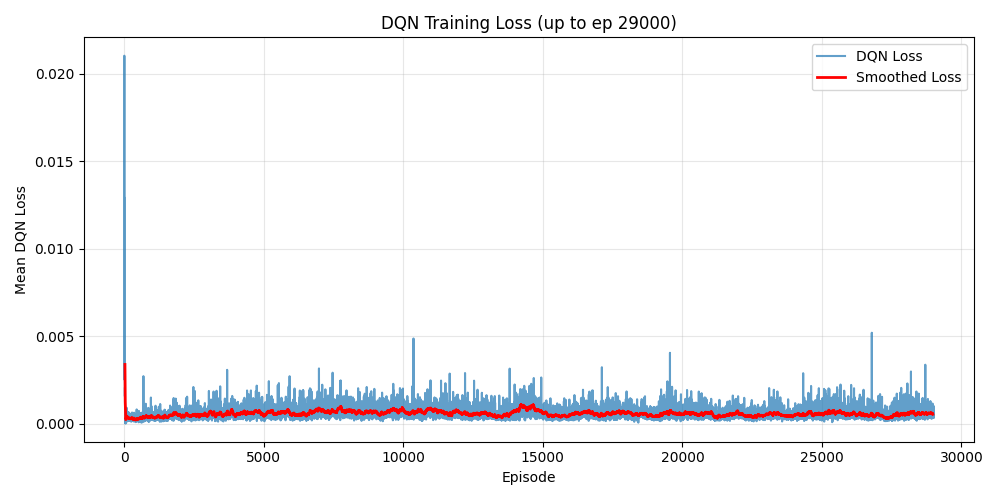 DQN Training Loss (up to ep 29000)
DQN Loss
Smoothed Loss
Mean DQN Loss
0.020
0.015
0.010
0.005
0.000
0 5000 10000 15000 20000 25000 30000
Episode